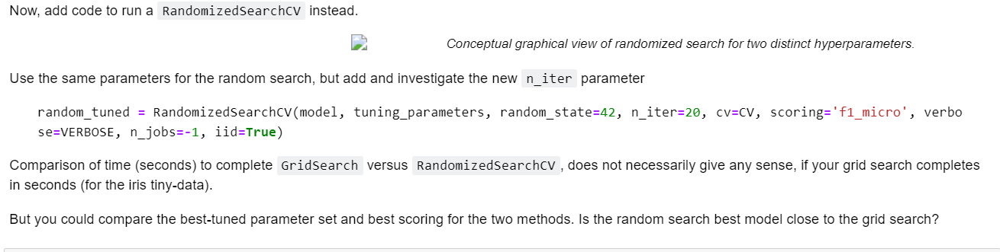 Now, add code to run a RandomizedSearchCV instead.
Conceptual graphical view of randomized search for two distinct hyperparameters.
Use the same parameters for the random search, but add and investigate the new n_iter parameter
random_tuned = RandomizedSearchCV(model, tuning_parameters, random_state=42, n_iter=20, cv=CV, scoring='f1_micro', verbo
se=VERBOSE, n_jobs=-1, iid=True)
Comparison of time (seconds) to complete GridSearch versus RandomizedSearchCV, does not necessarily give any sense, if your grid search completes
in seconds (for the iris tiny-data).
But you could compare the best-tuned parameter set and best scoring for the two methods. Is the random search best model close to the grid search?